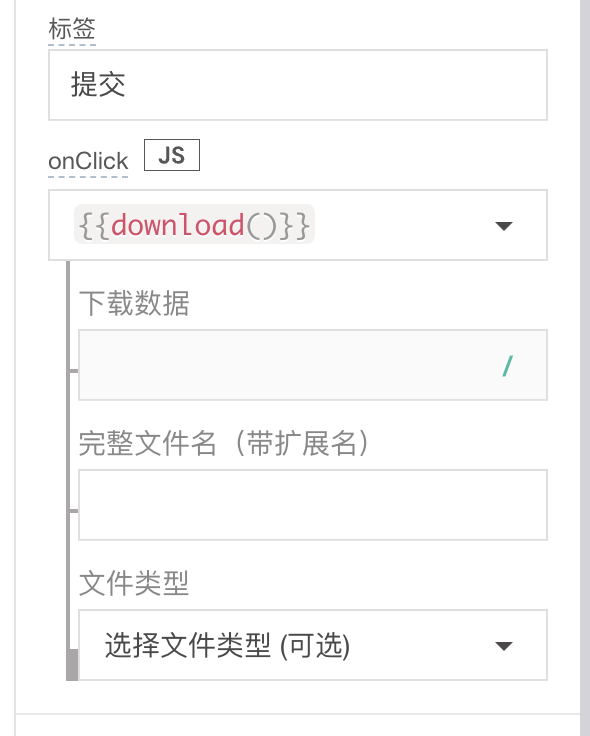 标签
提交
onClick JS
{{download()}}
下载数据
/
完整文件名（带扩展名）
文件类型
选择文件类型 (可选)